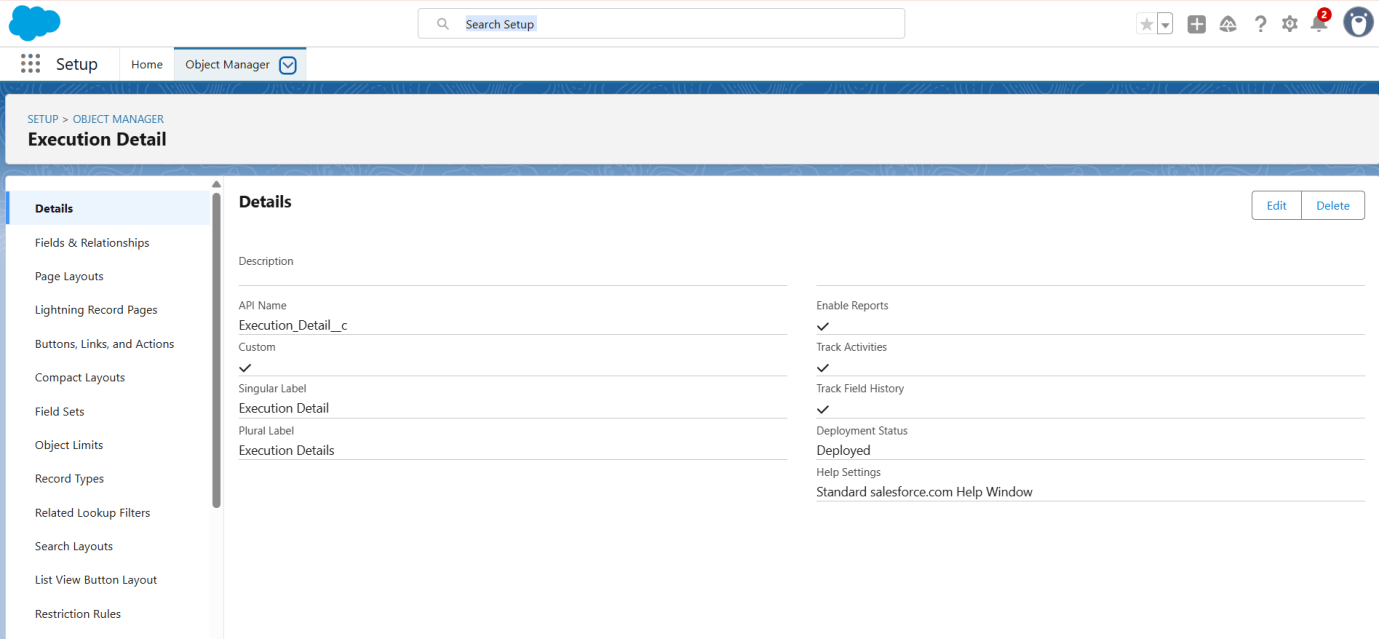 Search Setup
2
Setup
Home
Object Manager
SETUP > OBJECT MANAGER
Execution Detail
Details
Fields & Relationships
Page Layouts
Lightning Record Pages
Buttons, Links, and Actions
Compact Layouts
Field Sets
Object Limits
Record Types
Related Lookup Filters
Search Layouts
List View Button Layout
Restriction Rules
Details
Edit
Delete
Description
API Name
Execution_Detail__c
Custom
Singular Label
Execution Detail
Plural Label
Execution Details
Enable Reports
Track Activities
Track Field History
Deployment Status
Deployed
Help Settings
Standard salesforce.com Help Window